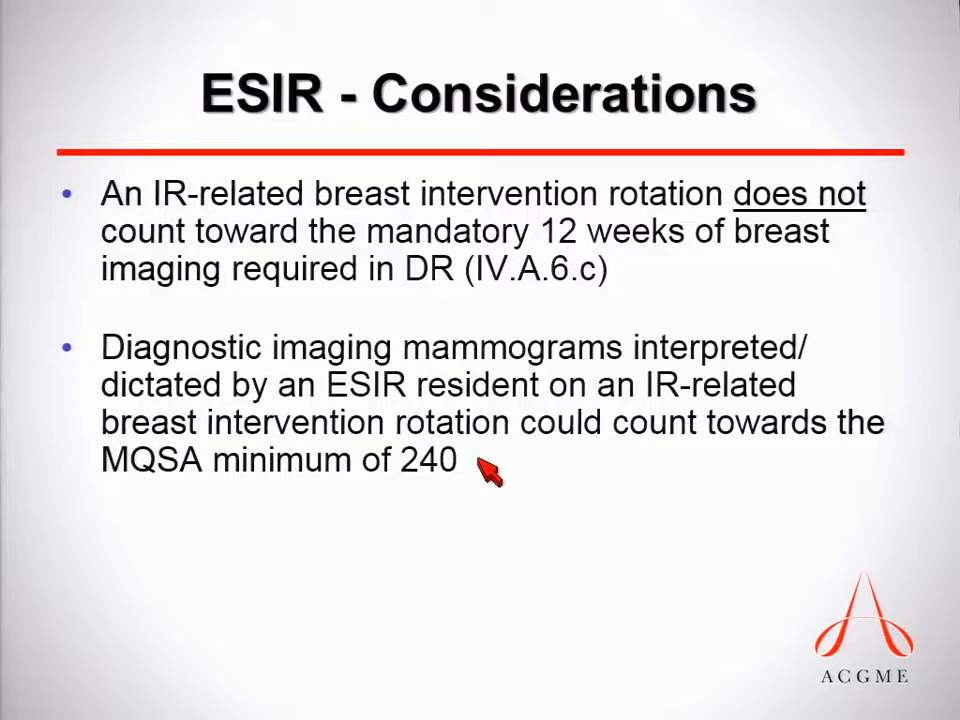 ESIR - Considerations
• An IR-related breast intervention rotation does not
count toward the mandatory 12 weeks of breast
imaging required in DR (IV.A.6.c)
• Diagnostic imaging mammograms interpreted/
dictated by an ESIR resident on an IR-related
breast intervention rotation could count towards the
MQSA minimum of 240
ACGME